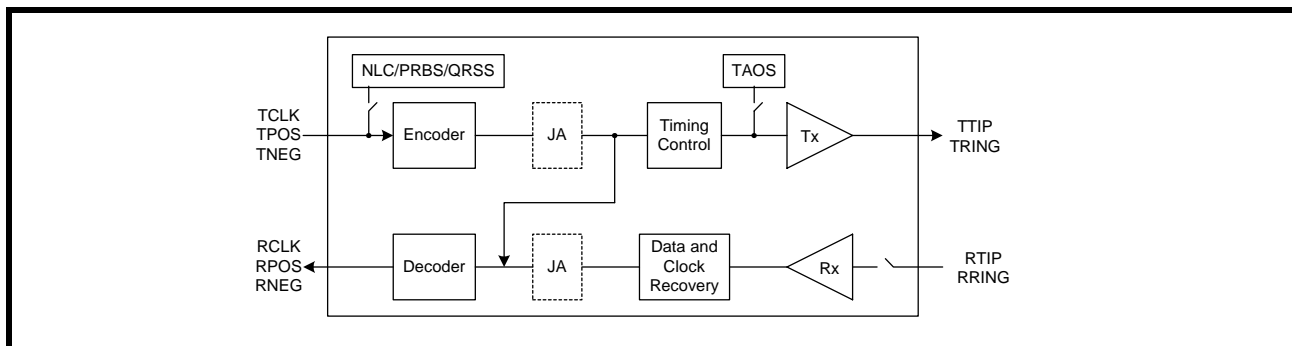 NLC/PRBS/QRSS
TAOS
TCLK
TPOS
TNEG
Encoder
JA
Timing
Control
Tx
TTIP
TRING
RCLK
RPOS
RNEG
Decoder
JA
Data and
Clock
Recovery
Rx
RTIP
RRING